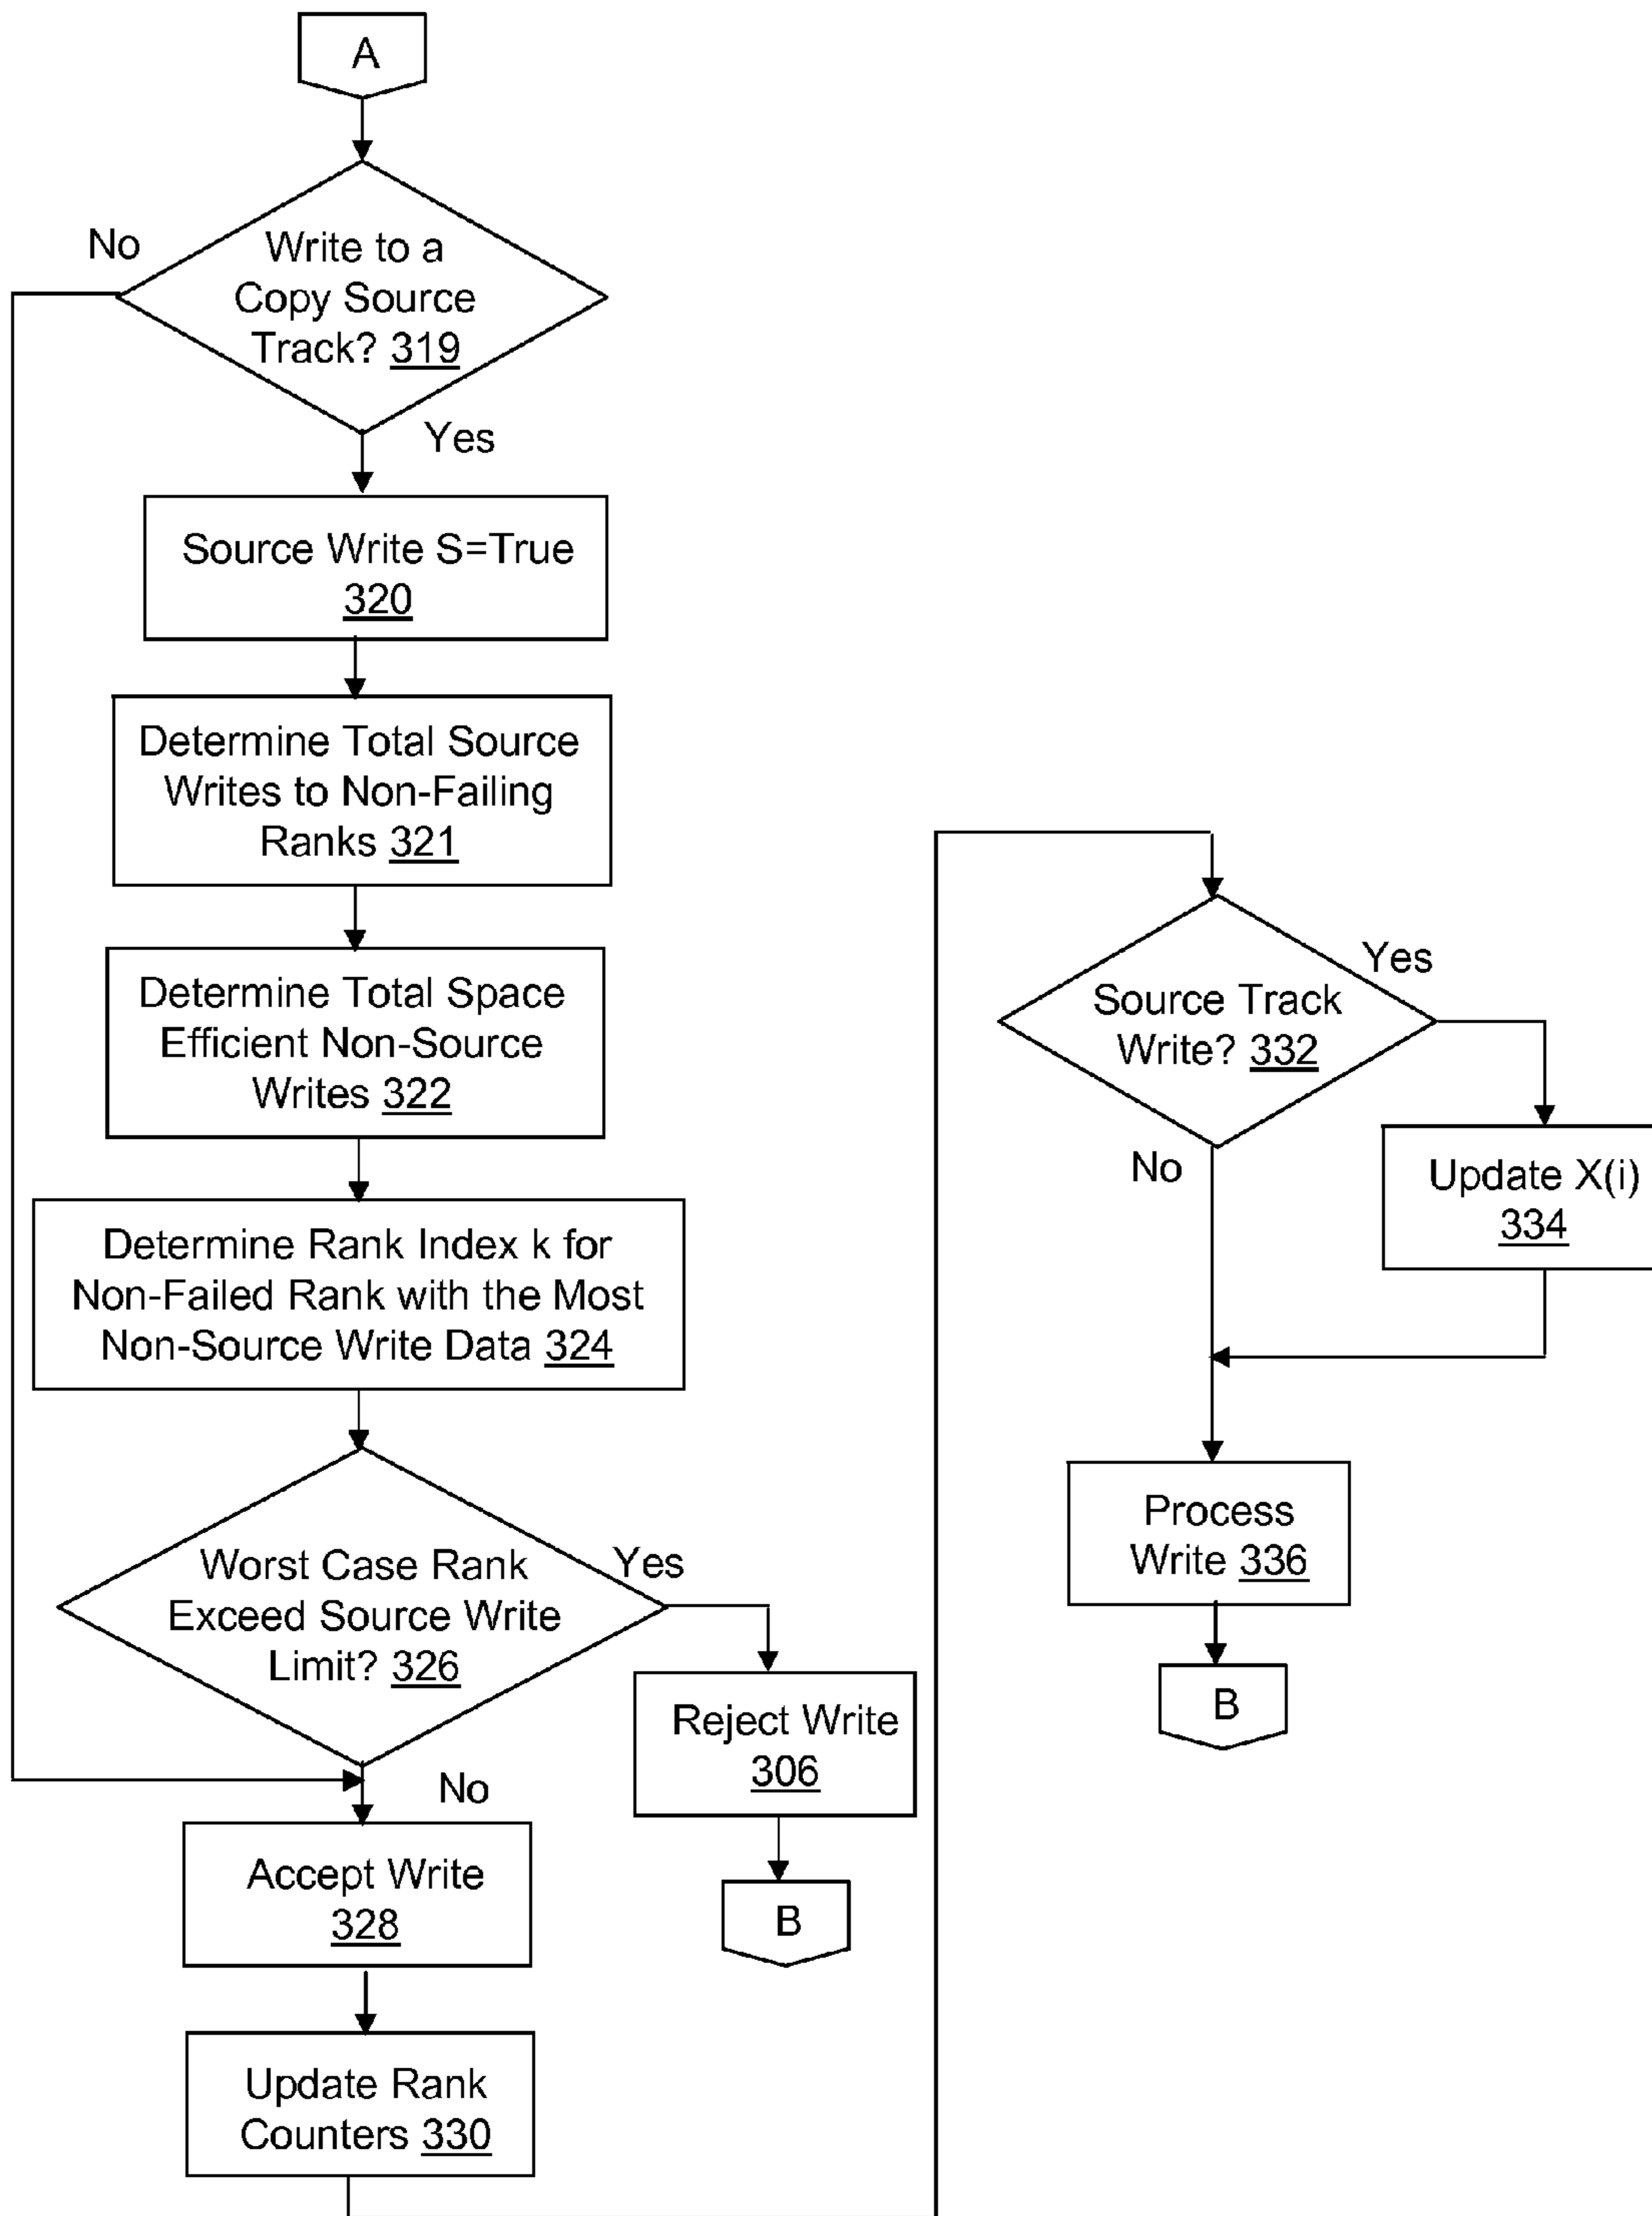 A
No
Write to a
Copy Source
Track? 319
Yes
Source Write S=True
320
Determine Total Source
Writes to Non-Failing
Ranks 321
Determine Total Space
Efficient Non-Source
Writes 322
Determine Rank Index k for
Non-Failed Rank with the Most
Non-Source Write Data 324
Worst Case Rank
Exceed Source Write
Limit? 326
Yes
Reject Write
306
B
No
Accept Write
328
Update Rank
Counters 330
Source Track
Write? 332
Yes
Update X(i)
334
No
Process
Write 336
B